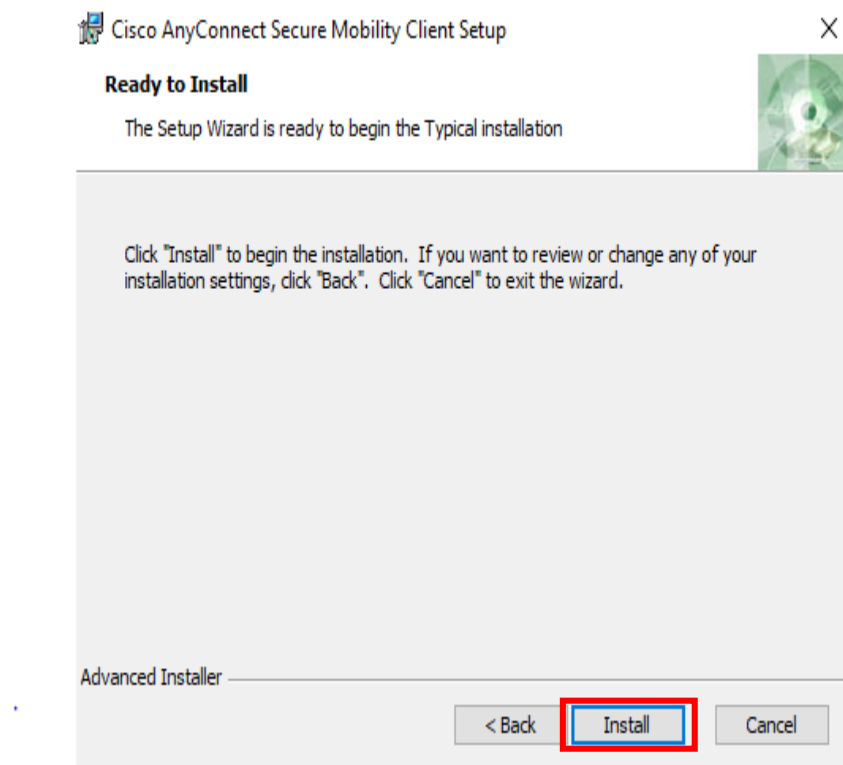 Cisco AnyConnect Secure Mobility Client Setup
Ready to Install
The Setup Wizard is ready to begin the Typical installation
Click "Install" to begin the installation.  If you want to review or change any of your
installation settings, click "Back".  Click "Cancel" to exit the wizard.
Advanced Installer
< Back Install Cancel